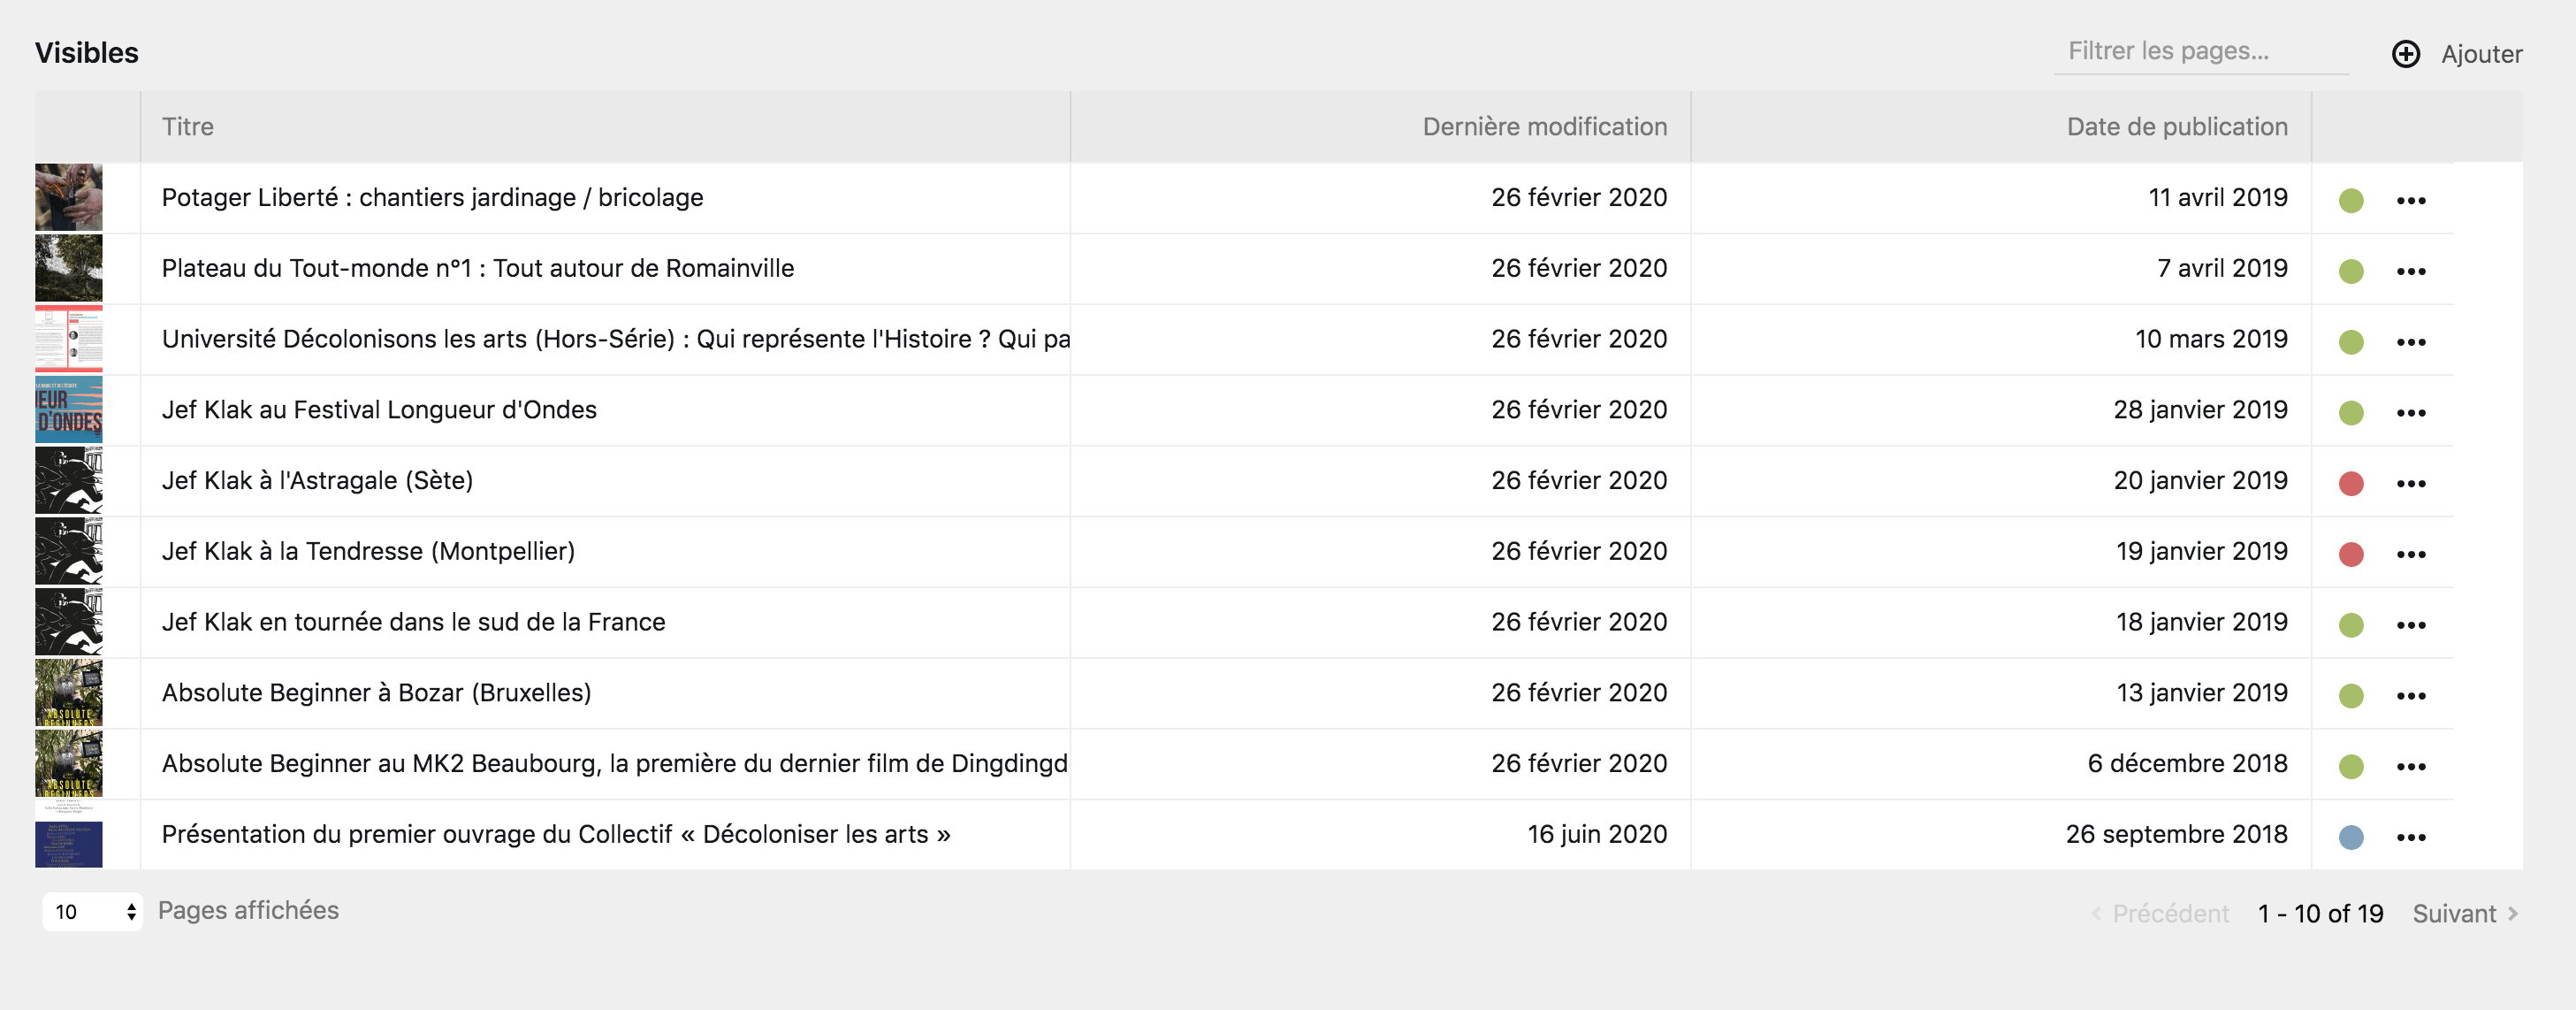 Visibles
Filtrer les pages...
Ajouter
Titre Dernière modification Date de publication
Potager Liberté : chantiers jardinage / bricolage 26 février 2020 11 avril 2019
Plateau du Tout-monde n°1 : Tout autour de Romainville 26 février 2020 7 avril 2019
Université Décolonisons les arts (Hors-Série) : Qui représente l'Histoire ? Qui pa 26 février 2020 10 mars 2019
EUR
D'ONDES
Jef Klak au Festival Longueur d'Ondes 26 février 2020 28 janvier 2019
Jef Klak à l'Astragale (Sète) 26 février 2020 20 janvier 2019
Jef Klak à la Tendresse (Montpellier) 26 février 2020 19 janvier 2019
Jef Klak en tournée dans le sud de la France 26 février 2020 18 janvier 2019
ABSOLUTE
BEGINNERS
Absolute Beginner à Bozar (Bruxelles) 26 février 2020 13 janvier 2019
ABSOLUTE
BEGINNERS
Absolute Beginner au MK2 Beaubourg, la première du dernier film de Dingdingd 26 février 2020 6 décembre 2018
Présentation du premier ouvrage du Collectif « Décoloniser les arts » 16 juin 2020 26 septembre 2018
10 Pages affichées
Précédent 1 - 10 of 19 Suivant